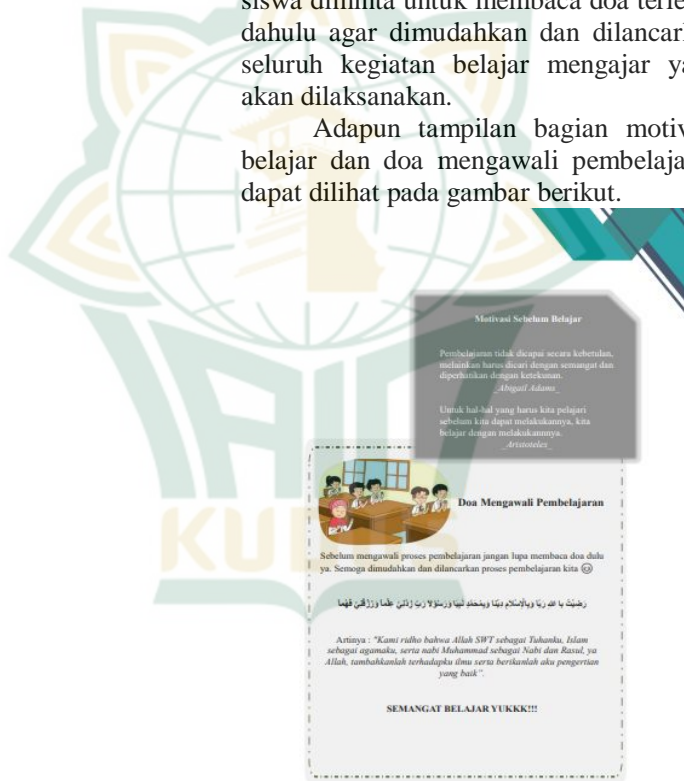 siswa diminta untuk membaca doa terle
dahulu agar dimudahkan dan dilancark
seluruh kegiatan belajar mengajar ya
akan dilaksanakan.
Adapun tampilan bagian motiv
belajar dan doa mengawali pembelaja
dapat dilihat pada gambar berikut.
Motivasi Sebelum Belajar
Pembelajaran tidak dicapai secara kebetulan,
melainkan harus dicari dengan semangat dan
diperhatikan dengan ketekunan.
_Abigail Adams_
Untuk hal-hal yang harus kita pelajari
sebelum kita dapat melakukannya, kita
belajar dengan melakukannnya.
_Aristoteles_
Doa Mengawali Pembelajaran
Sebelum mengawali proses pembelajaran jangan lupa membaca doa dulu
ya. Semoga dimudahkan dan dilancarkan proses pembelajaran kita
رَضِيْتُ بِا للهِ رَبًّا وَبِالْإِسْلَامِ دِيْنًا وَبِمُحَمَّدٍ نَبِيًّا وَرَسُوْلًا رَبِّ زِدْنِيْ عِلْمًا وَرْزُقْنِيْ فَهْمًا
Artinya : "Kami ridho bahwa Allah SWT sebagai Tuhanku, Islam
sebagai agamaku, serta nabi Muhammad sebagai Nabi dan Rasul, ya
Allah, tambahkanlah terhadapku ilmu serta berikanlah aku pengertian
yang baik".
SEMANGAT BELAJAR YUKKK!!!